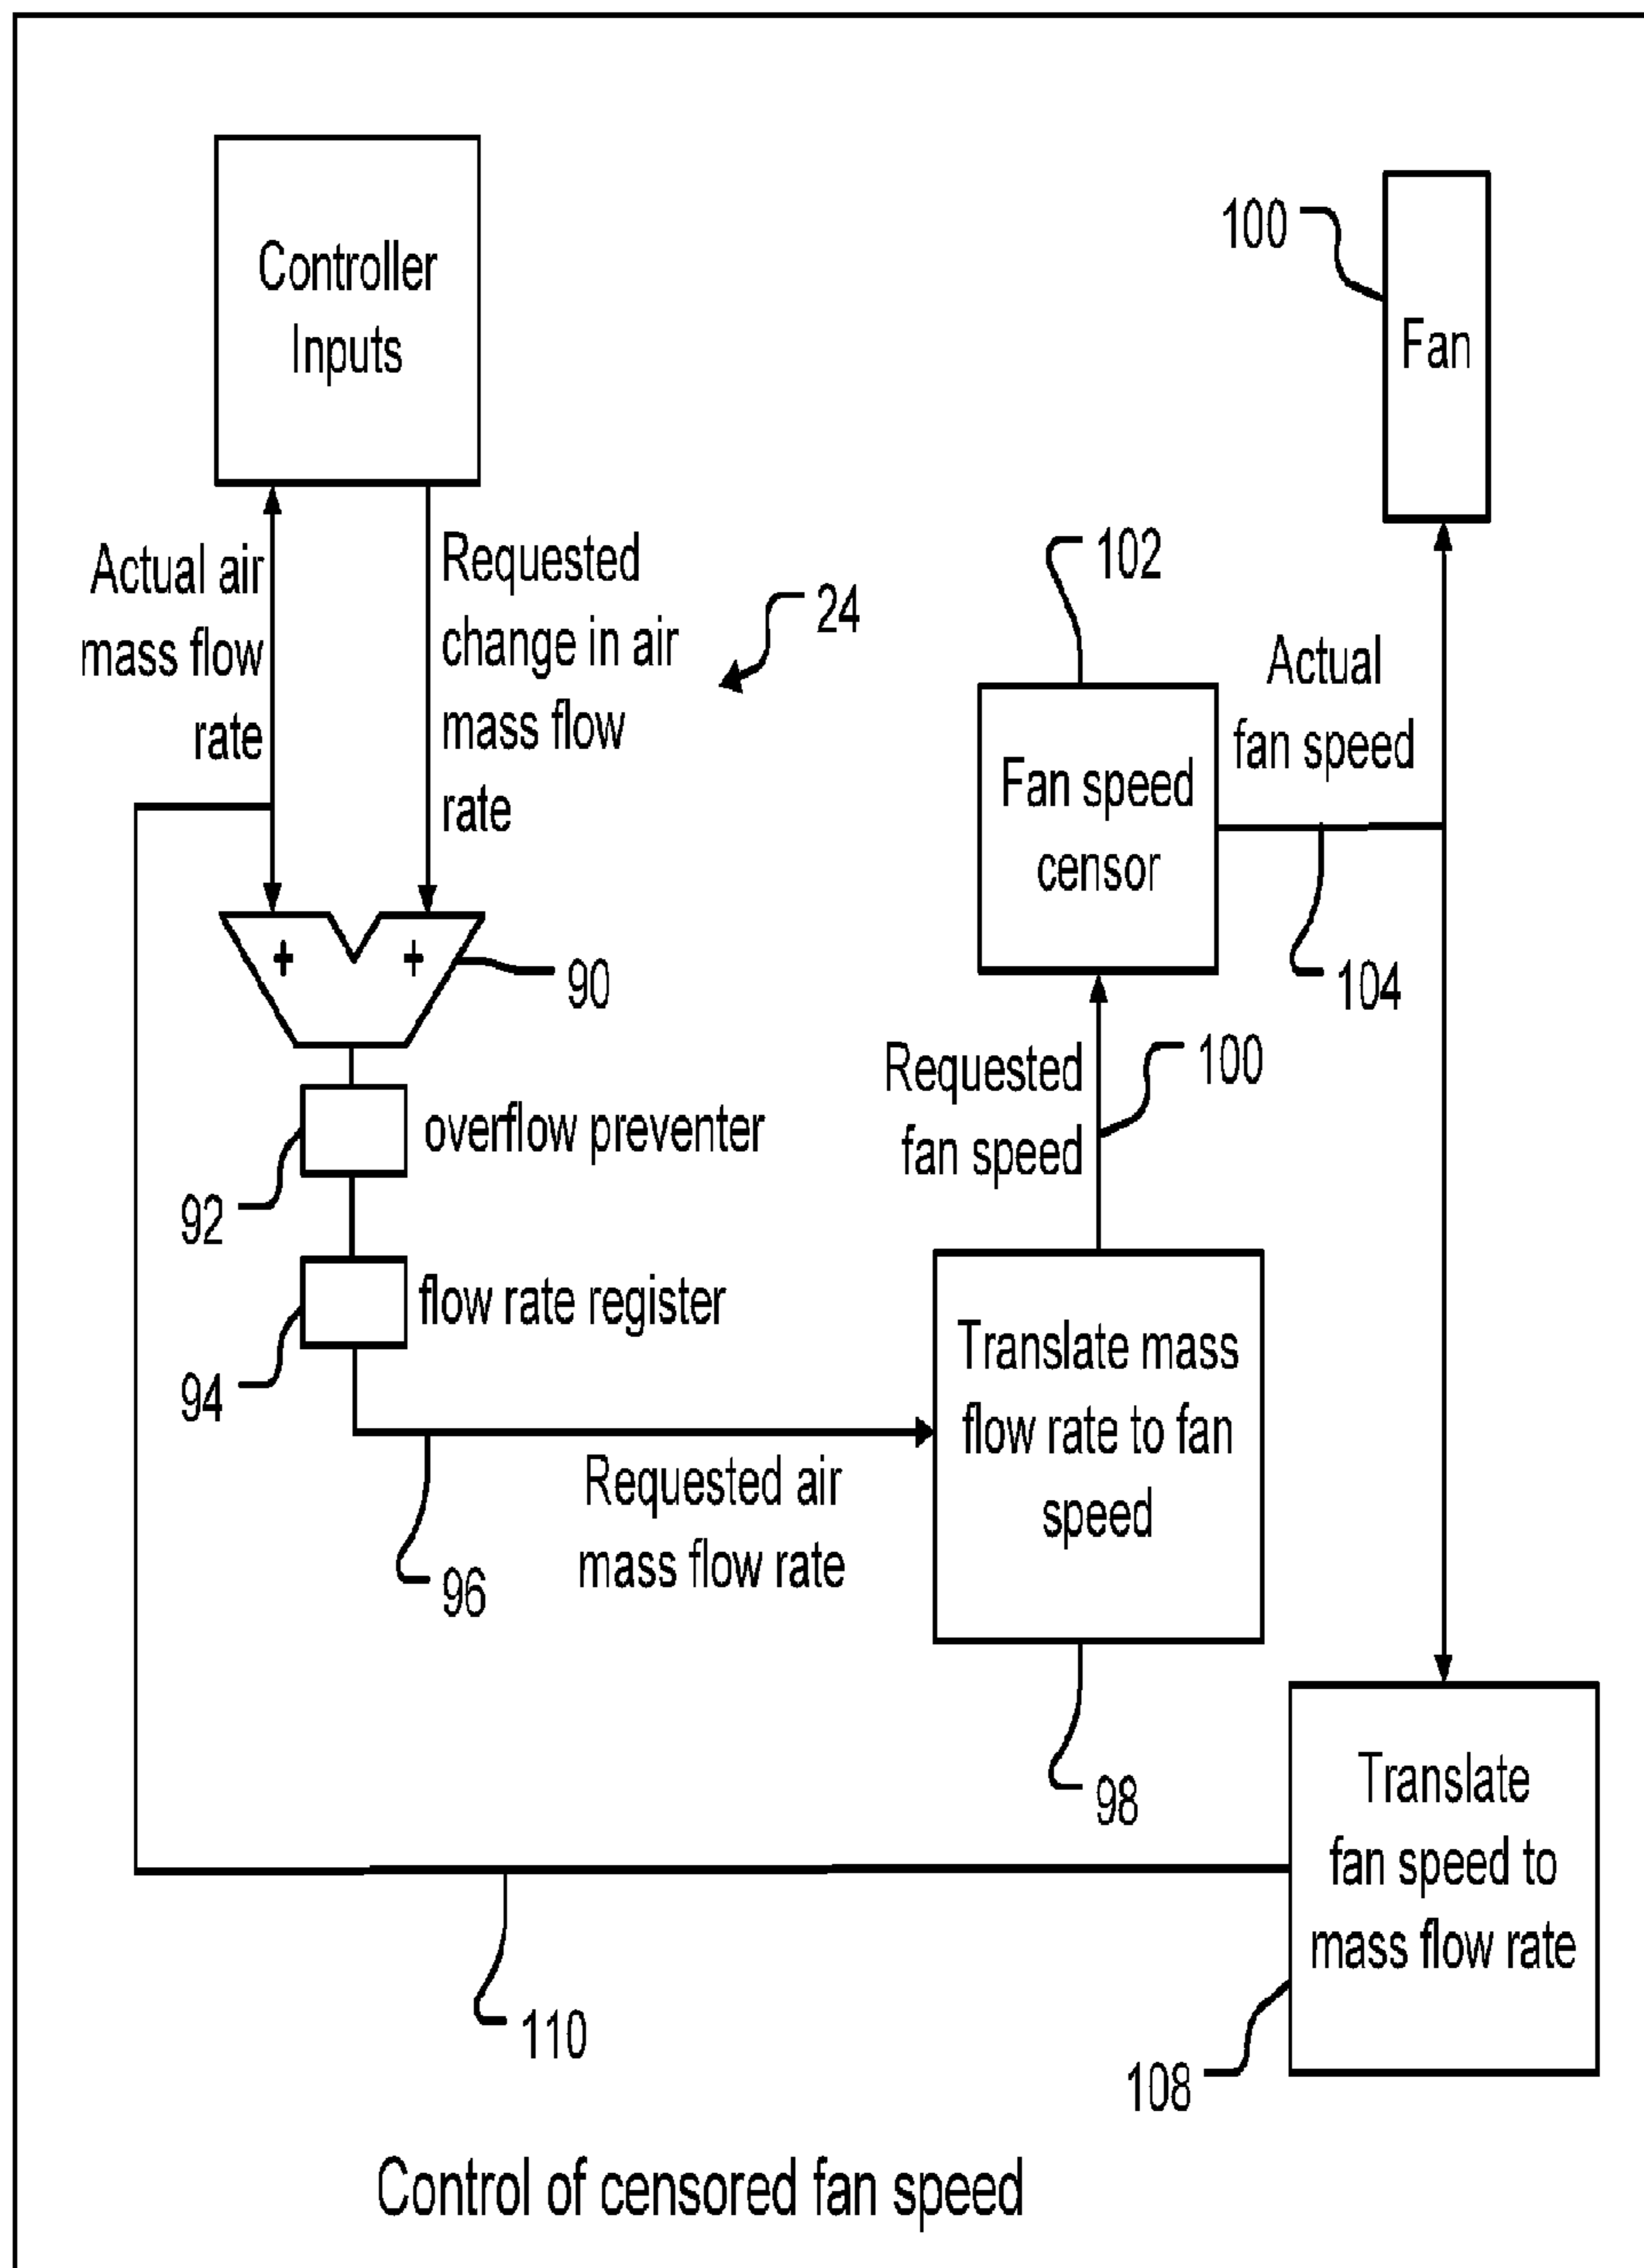 Controller
Inputs
100
Fan
Actual air
mass flow
rate
Requested
change in air
mass flow
rate
24
102
Fan speed
censor
Actual
fan speed
104
+ +
90
Requested
fan speed
100
overflow preventer
92
flow rate register
94
Translate mass
flow rate to fan
speed
Requested air
mass flow rate
96
98
Translate
fan speed to
mass flow rate
110
108
Control of censored fan speed